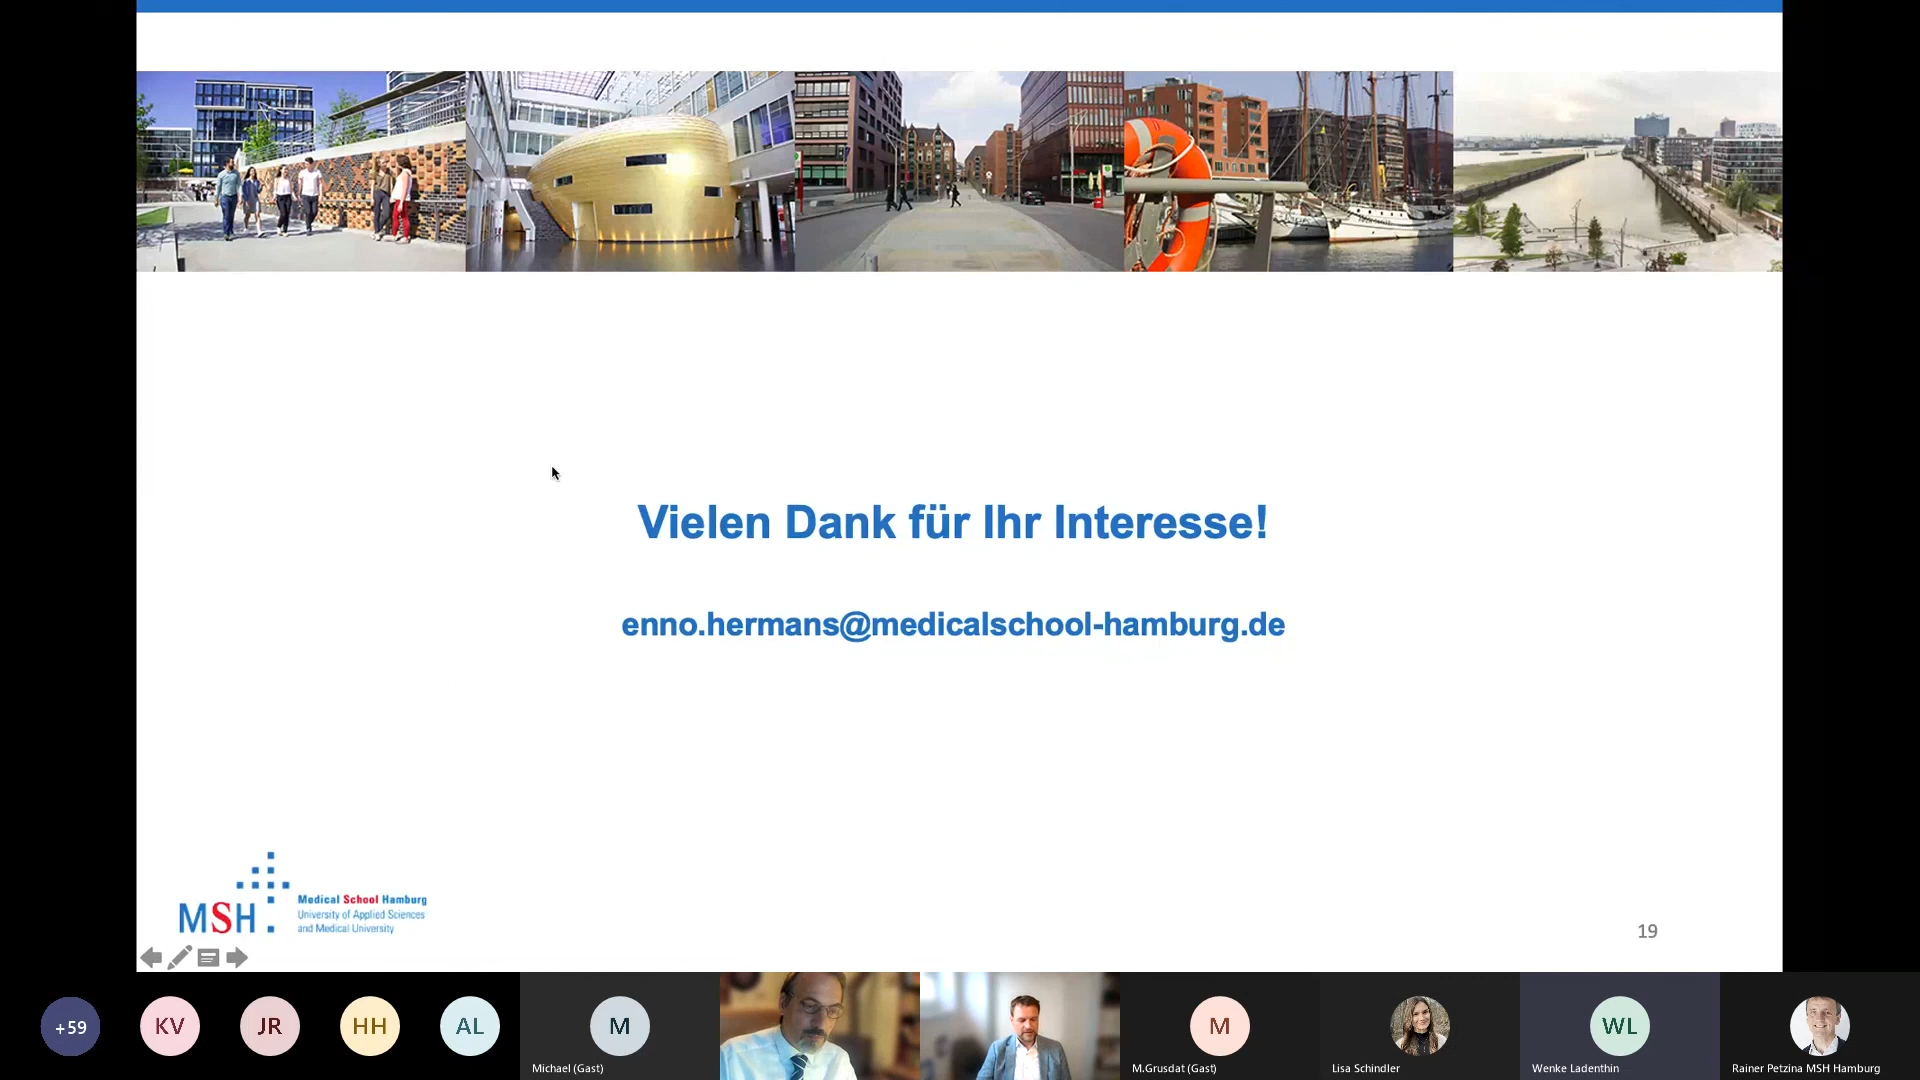 Vielen Dank für Ihr Interesse!
enno.hermans@medicalschool-hamburg.de
MSH
Medical School Hamburg
University of Applied Sciences
and Medical University
19
+59
KV
JR
HH
AL
M
Michael (Gast)
M
M.Grusdat (Gast)
Lisa Schindler
WL
Wenke Ladenthin
Rainer Petzina MSH Hamburg